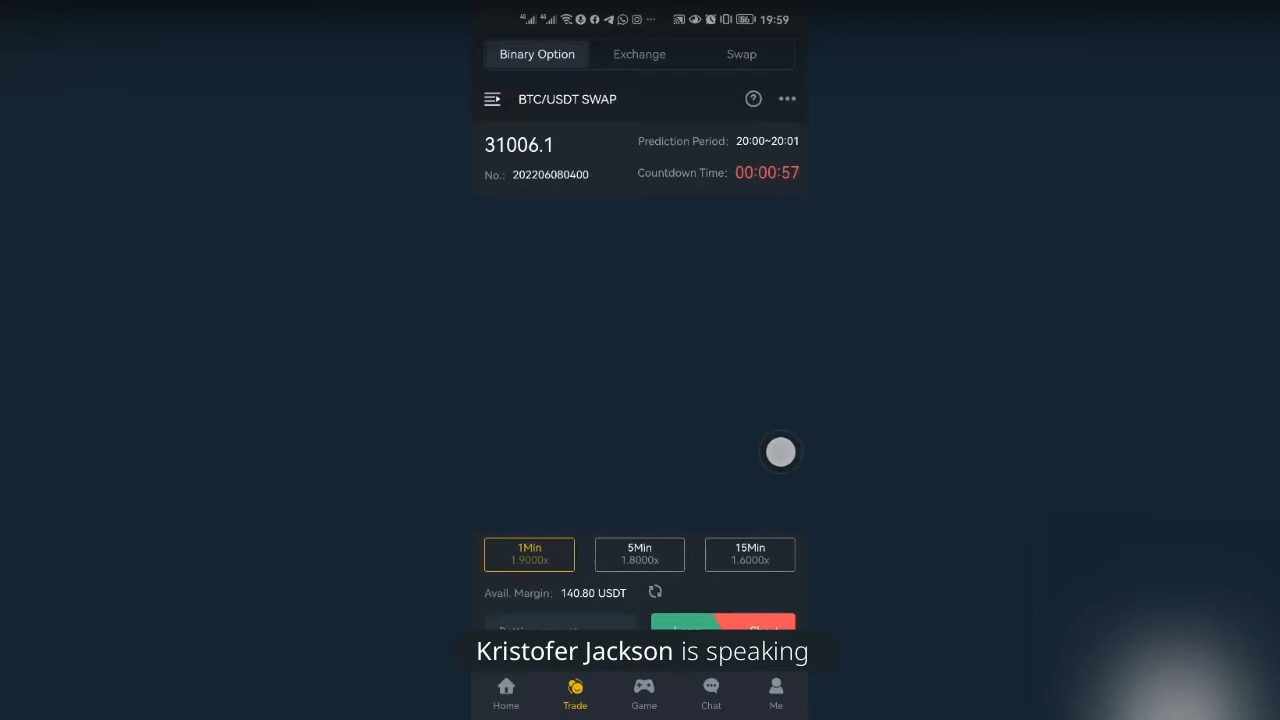 19:59
Binary Option Exchange Swap
BTC/USDT SWAP
31006.1 Prediction Period: 20:00~20:01
No.: 202206080400 Countdown Time: 00:00:57
1Min 5Min 15Min
1.9000x 1.8000x 1.6000x
Avail. Margin: 140.80 USDT
Kristofer Jackson is speaking
Home Trade Game Chat Me